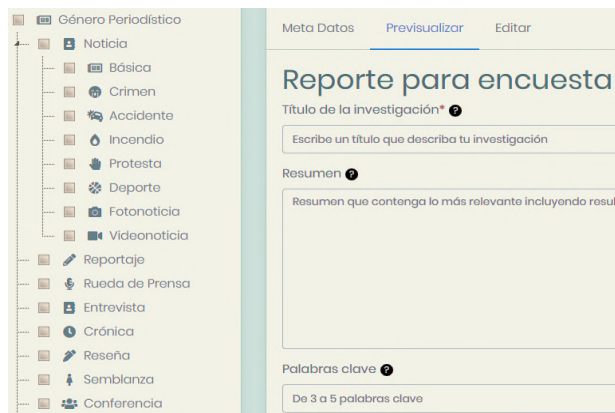 Género Periodístico
Noticia
Básica
Crimen
Accidente
Incendio
Protesta
Deporte
Fotonoticia
Videonoticia
Reportaje
Rueda de Prensa
Entrevista
Crónica
Reseña
Semblanza
Conferencia
Meta Datos Previsualizar Editar
Reporte para encuesta
Título de la investigación*
Escribe un título que describa tu investigación
Resumen
Resumen que contenga lo más relevante incluyendo resul
Palabras clave
De 3 a 5 palabras clave